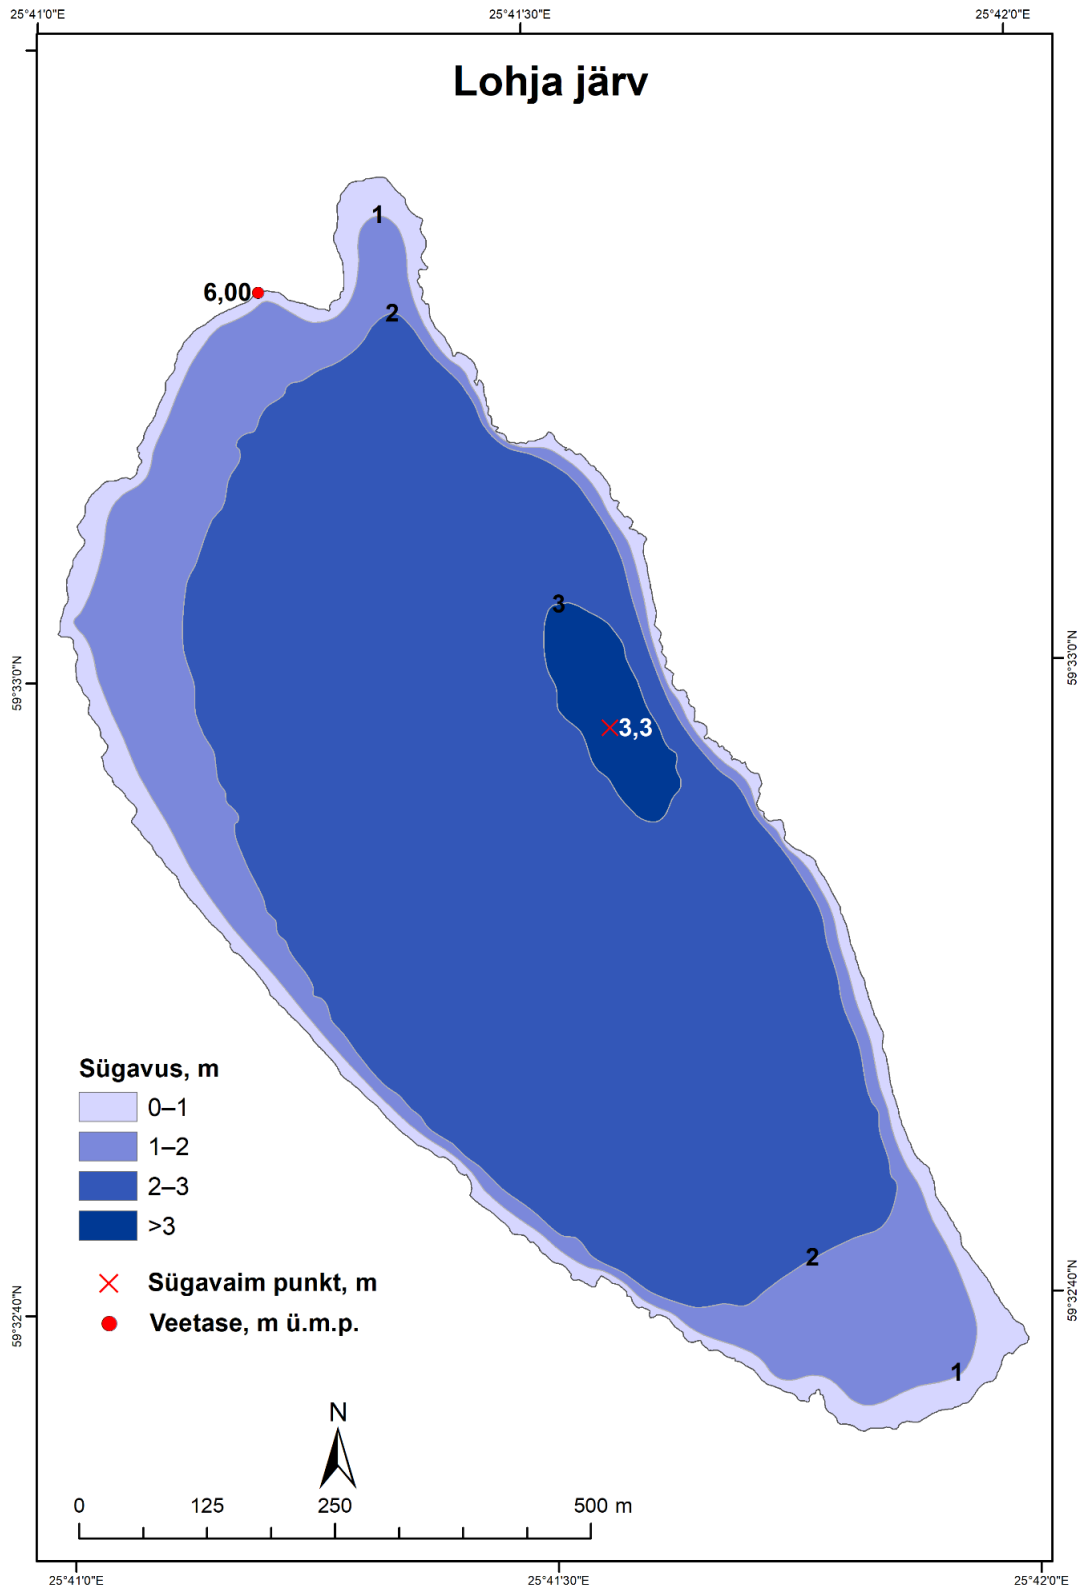 25°41'0"E 25°41'30"E 25°42'0"E
Lohja järv
1
6,00
2
3
59°33'0"N
59°33'0"N
3,3
Sügavus, m
0–1
1–2
2–3
>3
2
59°32'40"N
59°32'40"N
Sügavaim punkt, m
Veetase, m ü.m.p.
1
N
0 125 250 500 m
25°41'0"E 25°41'30"E 25°42'0"E